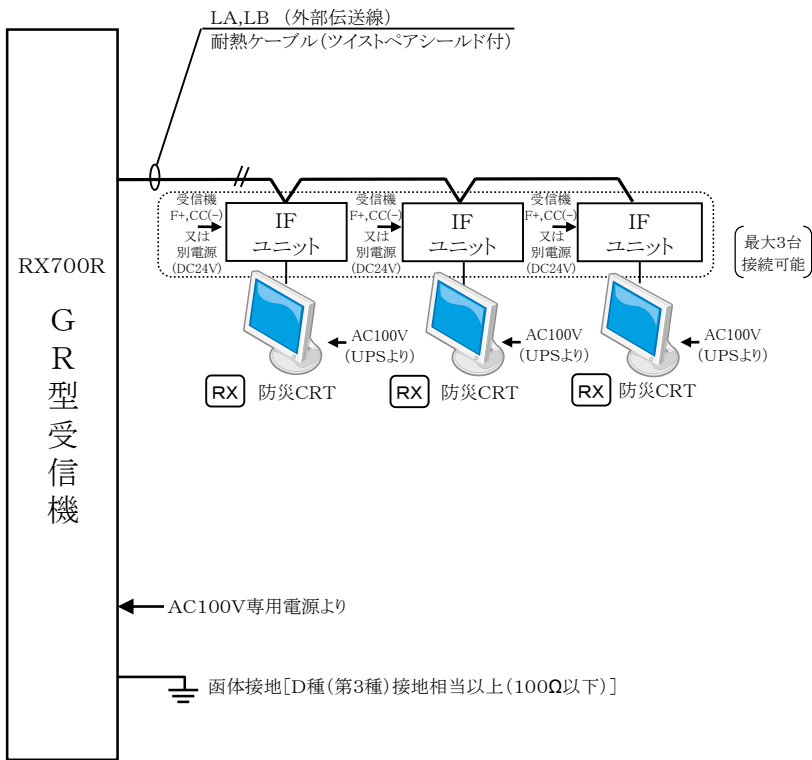 LA,LB （外部伝送線）
耐熱ケーブル(ツイストペアシールド付)
受信機
F+,CC(-)
又は
別電源
(DC24V)
IF
ユニット
受信機
F+,CC(-)
又は
別電源
(DC24V)
IF
ユニット
受信機
F+,CC(-)
又は
別電源
(DC24V)
IF
ユニット
最大3台
接続可能
RX700R
GR型受信機
AC100V
(UPSより)
RX 防災CRT
AC100V
(UPSより)
RX 防災CRT
AC100V
(UPSより)
RX 防災CRT
AC100V専用電源より
函体接地[D種(第3種)接地相当以上(100Ω以下)]